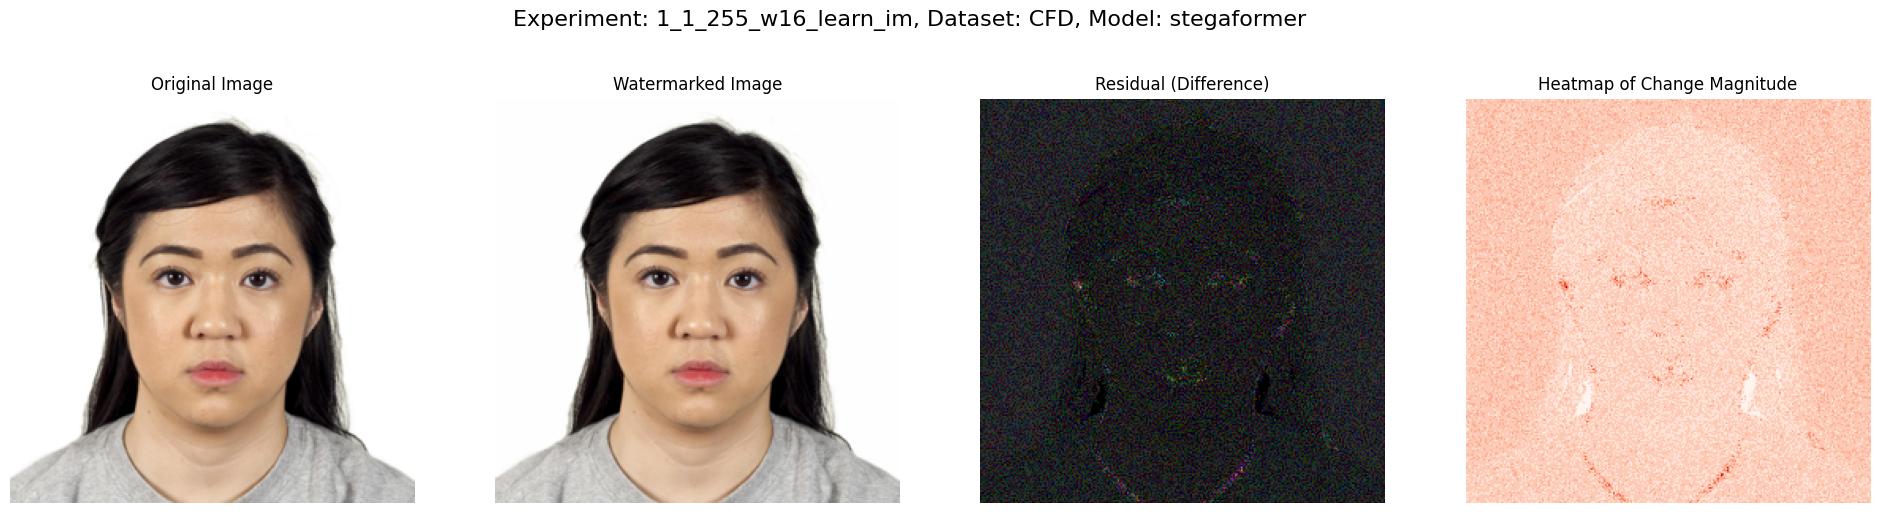 Experiment: 1_1_255_w16_learn_im, Dataset: CFD, Model: stegaformer
Original Image
Watermarked Image
Residual (Difference)
Heatmap of Change Magnitude